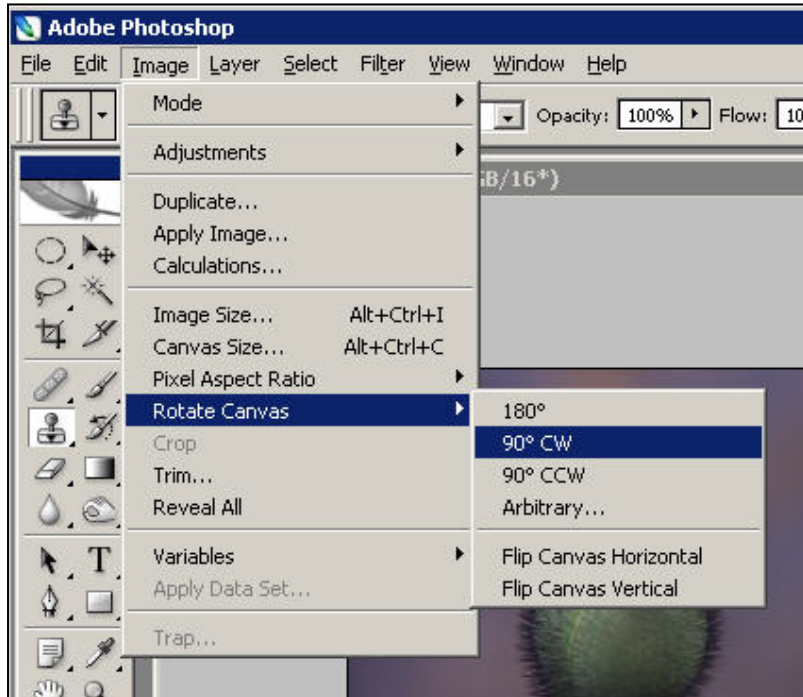 Adobe Photoshop
File Edit Image Layer Select Filter View Window Help
Opacity: 100% Flow: 10
Mode
Adjustments
Duplicate...
Apply Image...
Calculations...
Image Size... Alt+Ctrl+I
Canvas Size... Alt+Ctrl+C
Pixel Aspect Ratio
Rotate Canvas
Crop
Trim...
Reveal All
Variables
Apply Data Set...
Trap...
GB/16*)
180°
90° CW
90° CCW
Arbitrary...
Flip Canvas Horizontal
Flip Canvas Vertical
T